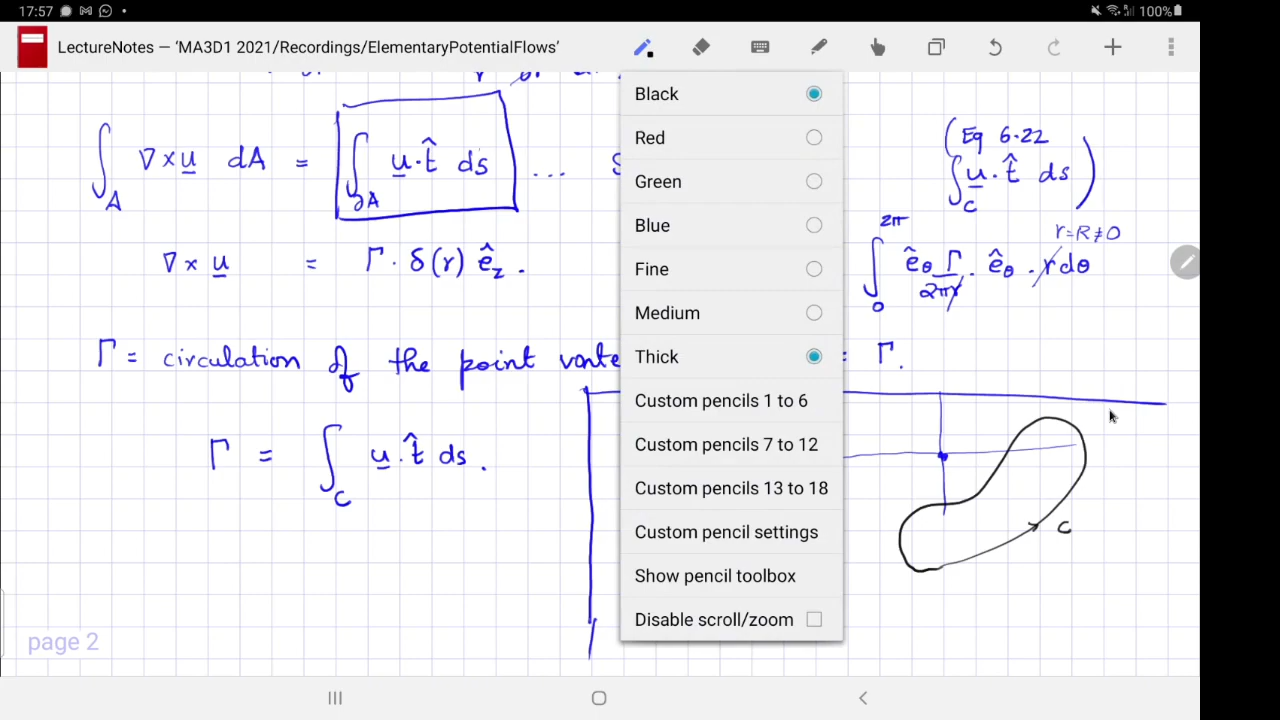 17:57 100%
LectureNotes — ‘MA3D1 2021/Recordings/ElementaryPotentialFlows’
∫_A ∇×u dA = ∫_∂A u·t̂ ds ... S
(Eq 6.22
∫_C u·t̂ ds)
∇×u = Γ·δ(r) ê_z.
∫_0^2π ê_θ Γ/2πr · ê_θ · r dθ
r=R≠0
Γ = circulation of the point vorte
= Γ.
Γ = ∫_C u·t̂ ds.
C
page 2
Black
Red
Green
Blue
Fine
Medium
Thick
Custom pencils 1 to 6
Custom pencils 7 to 12
Custom pencils 13 to 18
Custom pencil settings
Show pencil toolbox
Disable scroll/zoom